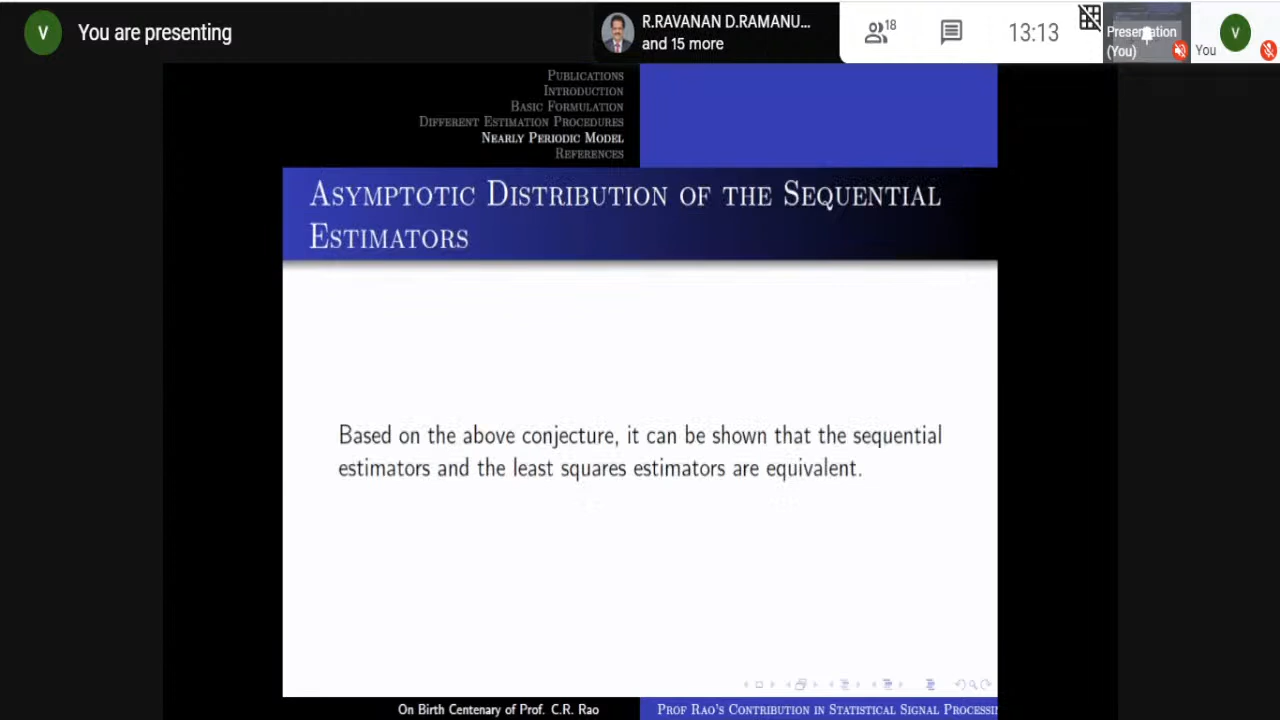 V
You are presenting
R.RAVANAN D.RAMANU...
and 15 more
18
13:13
Presentation
(You)
You
V
PUBLICATIONS
INTRODUCTION
BASIC FORMULATION
DIFFERENT ESTIMATION PROCEDURES
NEARLY PERIODIC MODEL
REFERENCES
ASYMPTOTIC DISTRIBUTION OF THE SEQUENTIAL
ESTIMATORS
Based on the above conjecture, it can be shown that the sequential
estimators and the least squares estimators are equivalent.
On Birth Centenary of Prof. C.R. Rao
PROF RAO'S CONTRIBUTION IN STATISTICAL SIGNAL PROCESSIN